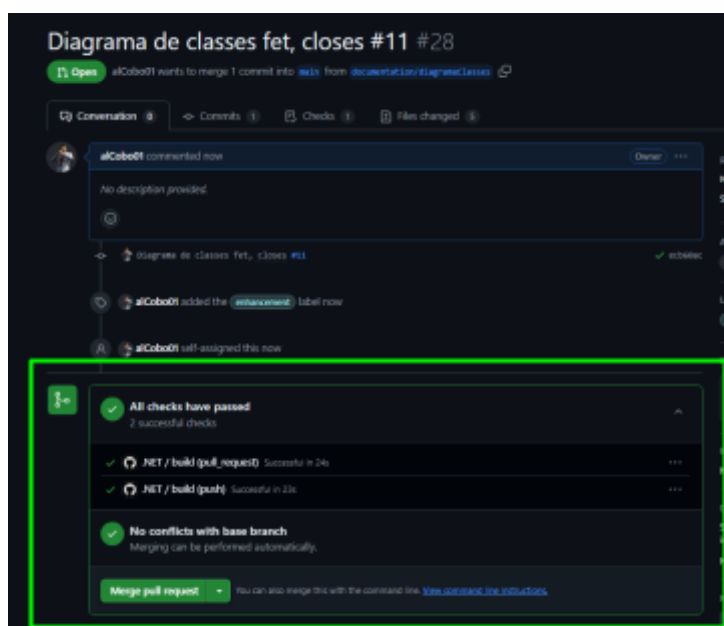 Diagrama de classes fet, closes #11 #28
Open alCobo01 wants to merge 1 commit into main from documentation/diagramaClasses
Conversation 0 Commits 1 Checks 1 Files changed 5
alCobo01 commented now Owner
No description provided.
Diagrama de classes fet, closes #11
alCobo01 added the enhancement label now
alCobo01 self-assigned this now
All checks have passed
2 successful checks
.NET / build (pull_request) Successful in 24s
.NET / build (push) Successful in 23s
No conflicts with base branch
Merging can be performed automatically.
Merge pull request You can also merge this with the command line. View command line instructions.